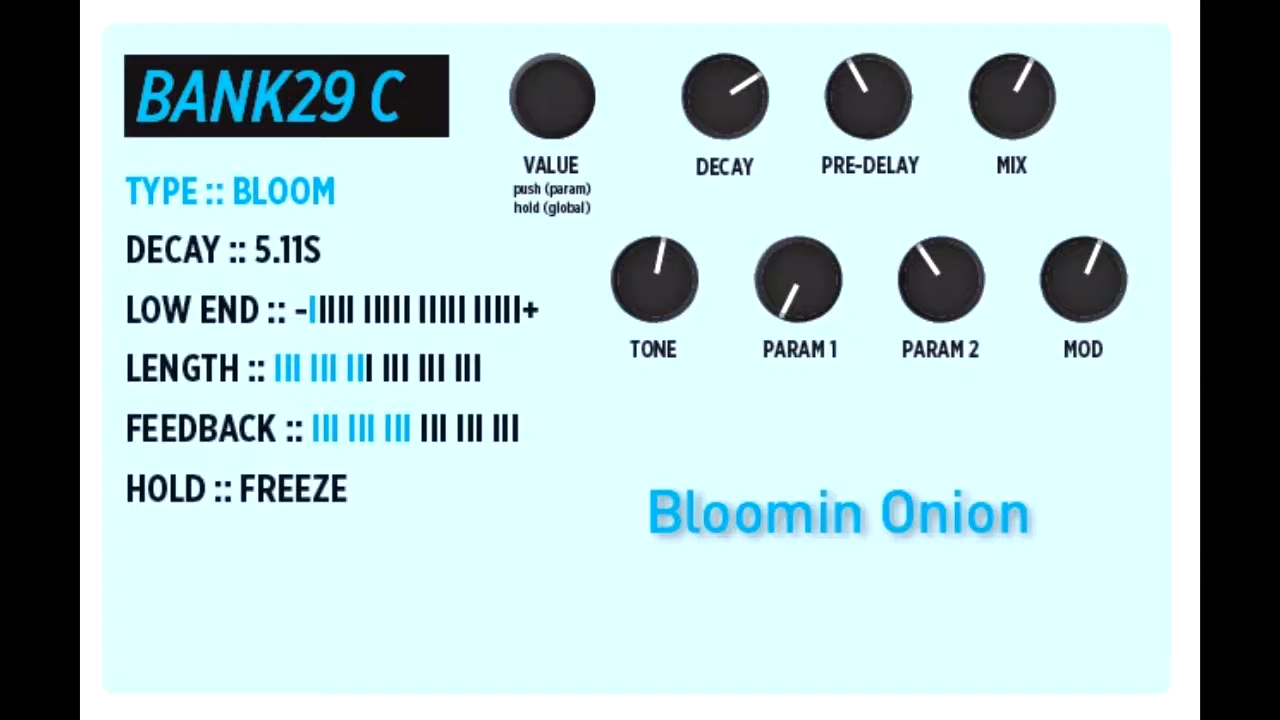 BANK29 C
TYPE :: BLOOM
DECAY :: 5.11S
LOW END :: -IIIII IIIII IIIII IIIII+
LENGTH :: III III III III III III
FEEDBACK :: III III III III III III
HOLD :: FREEZE
VALUE
push (param)
hold (global)
DECAY
PRE-DELAY
MIX
TONE
PARAM 1
PARAM 2
MOD
Bloomin Onion